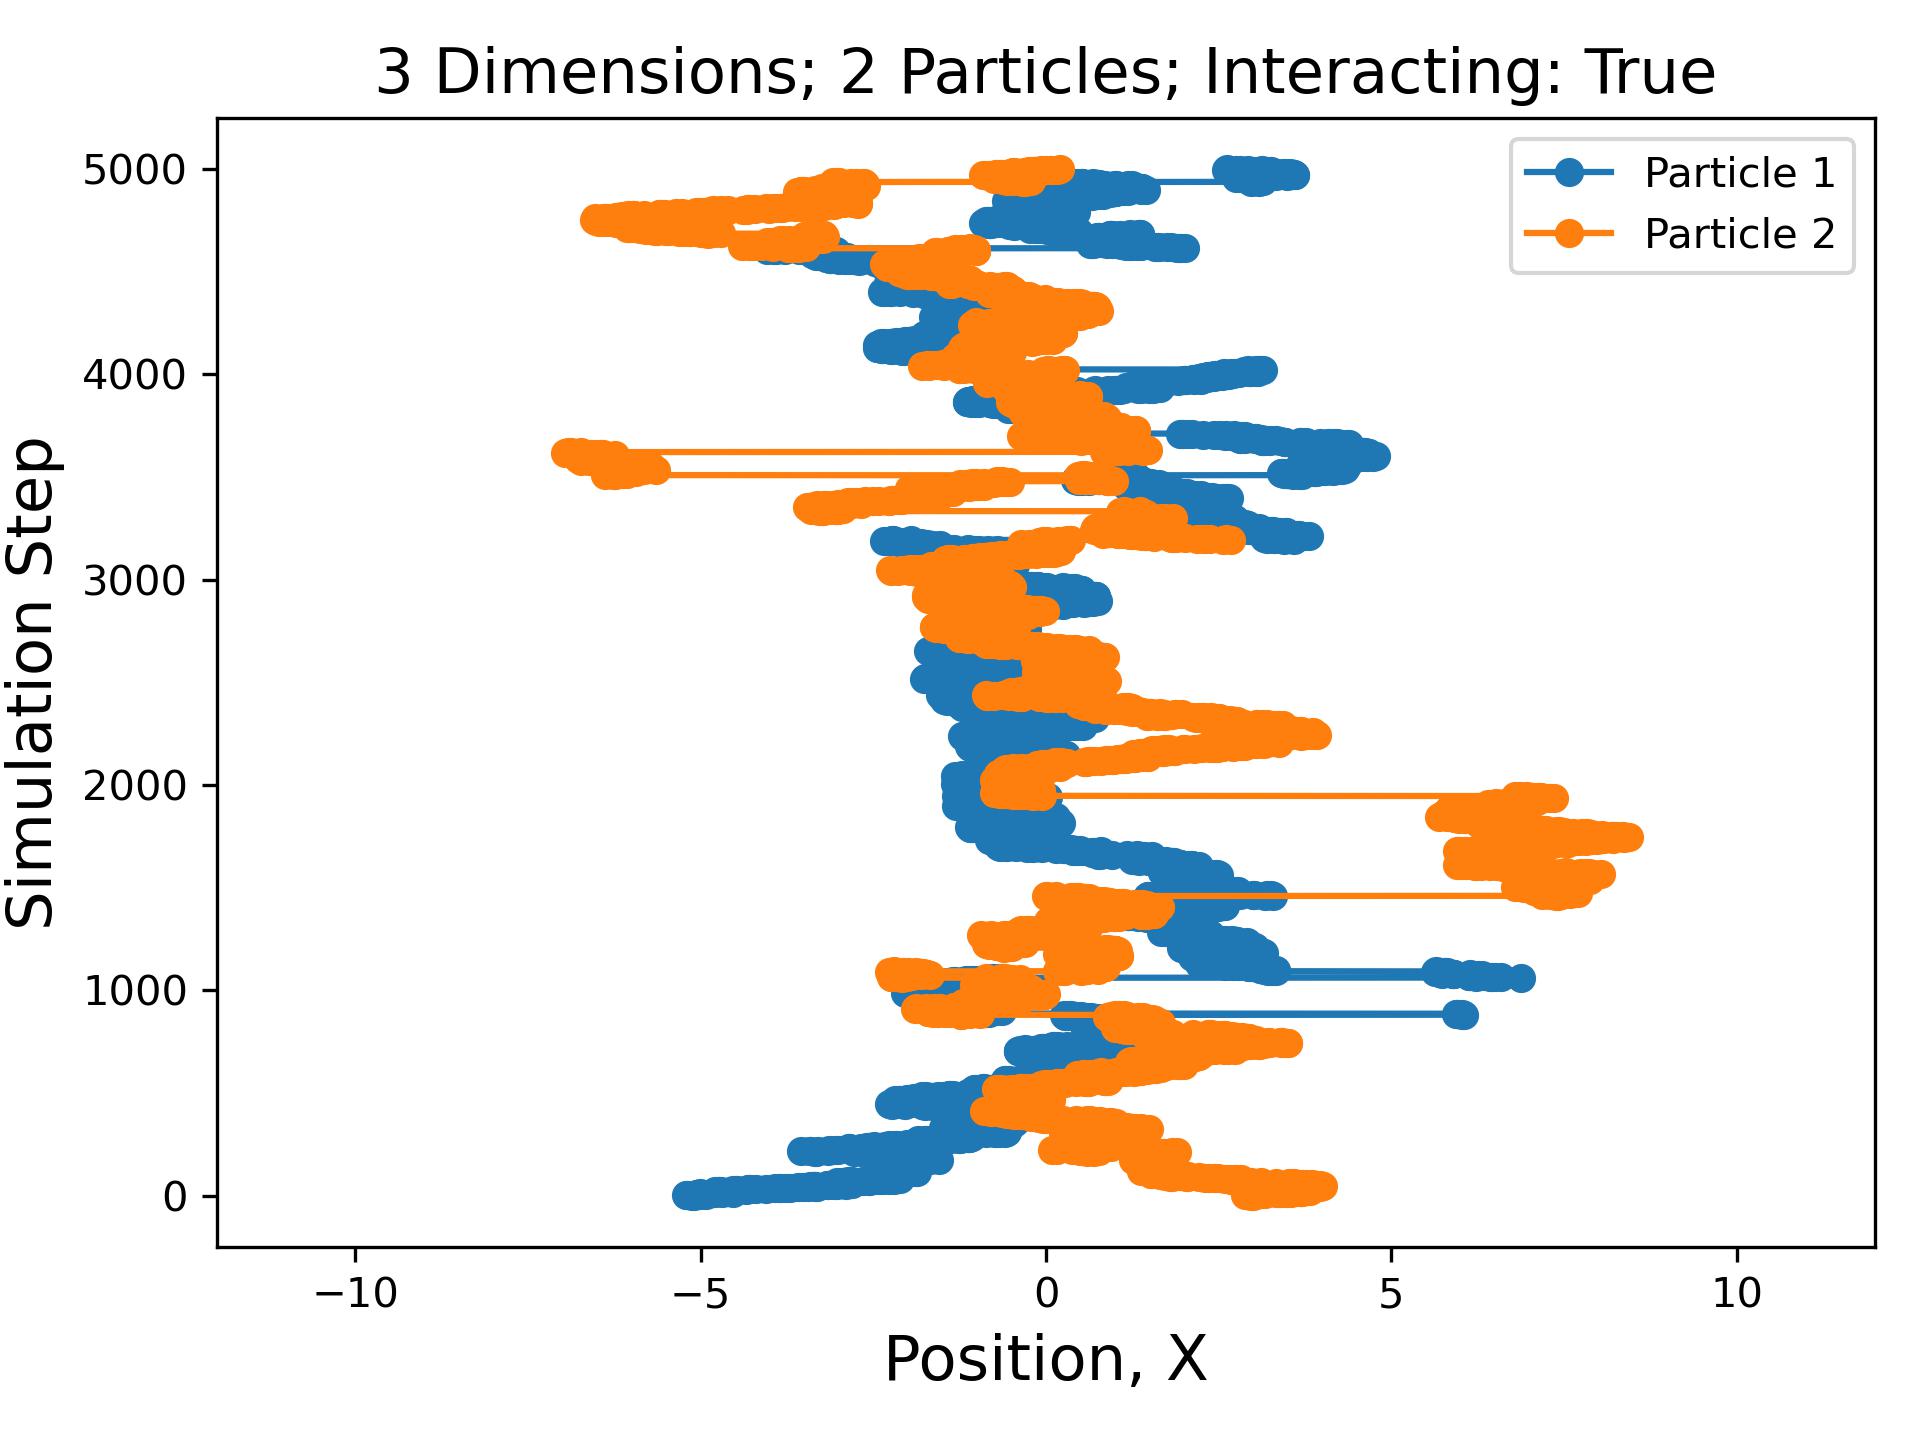 3 Dimensions; 2 Particles; Interacting: True
Particle 1
Particle 2
5000
4000
3000
2000
1000
0
Simulation Step
−10
−5
0
5
10
Position, X